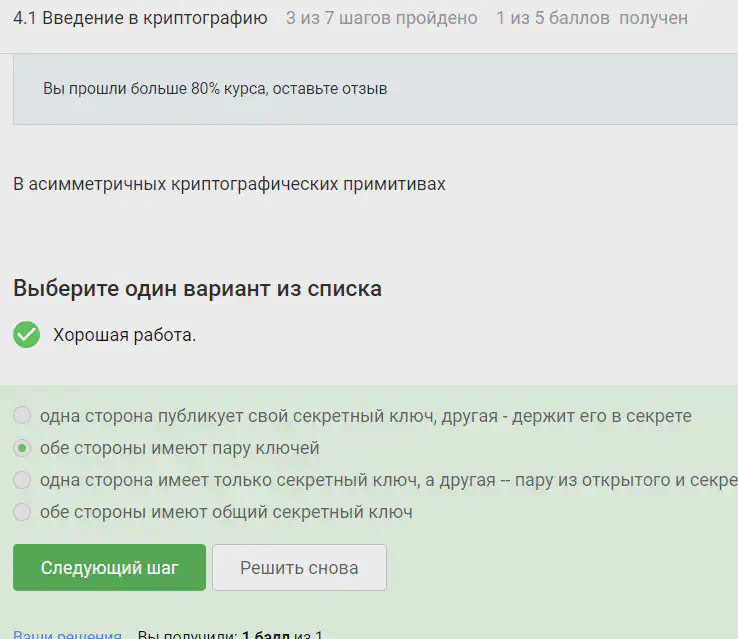 4.1 Введение в криптографию 3 из 7 шагов пройдено 1 из 5 баллов получен
Вы прошли больше 80% курса, оставьте отзыв
В асимметричных криптографических примитивах
Выберите один вариант из списка
Хорошая работа.
одна сторона публикует свой секретный ключ, другая - держит его в секрете
обе стороны имеют пару ключей
одна сторона имеет только секретный ключ, а другая -- пару из открытого и секре
обе стороны имеют общий секретный ключ
Следующий шаг Решить снова
Ваши решения Вы получили: 1 балл из 1